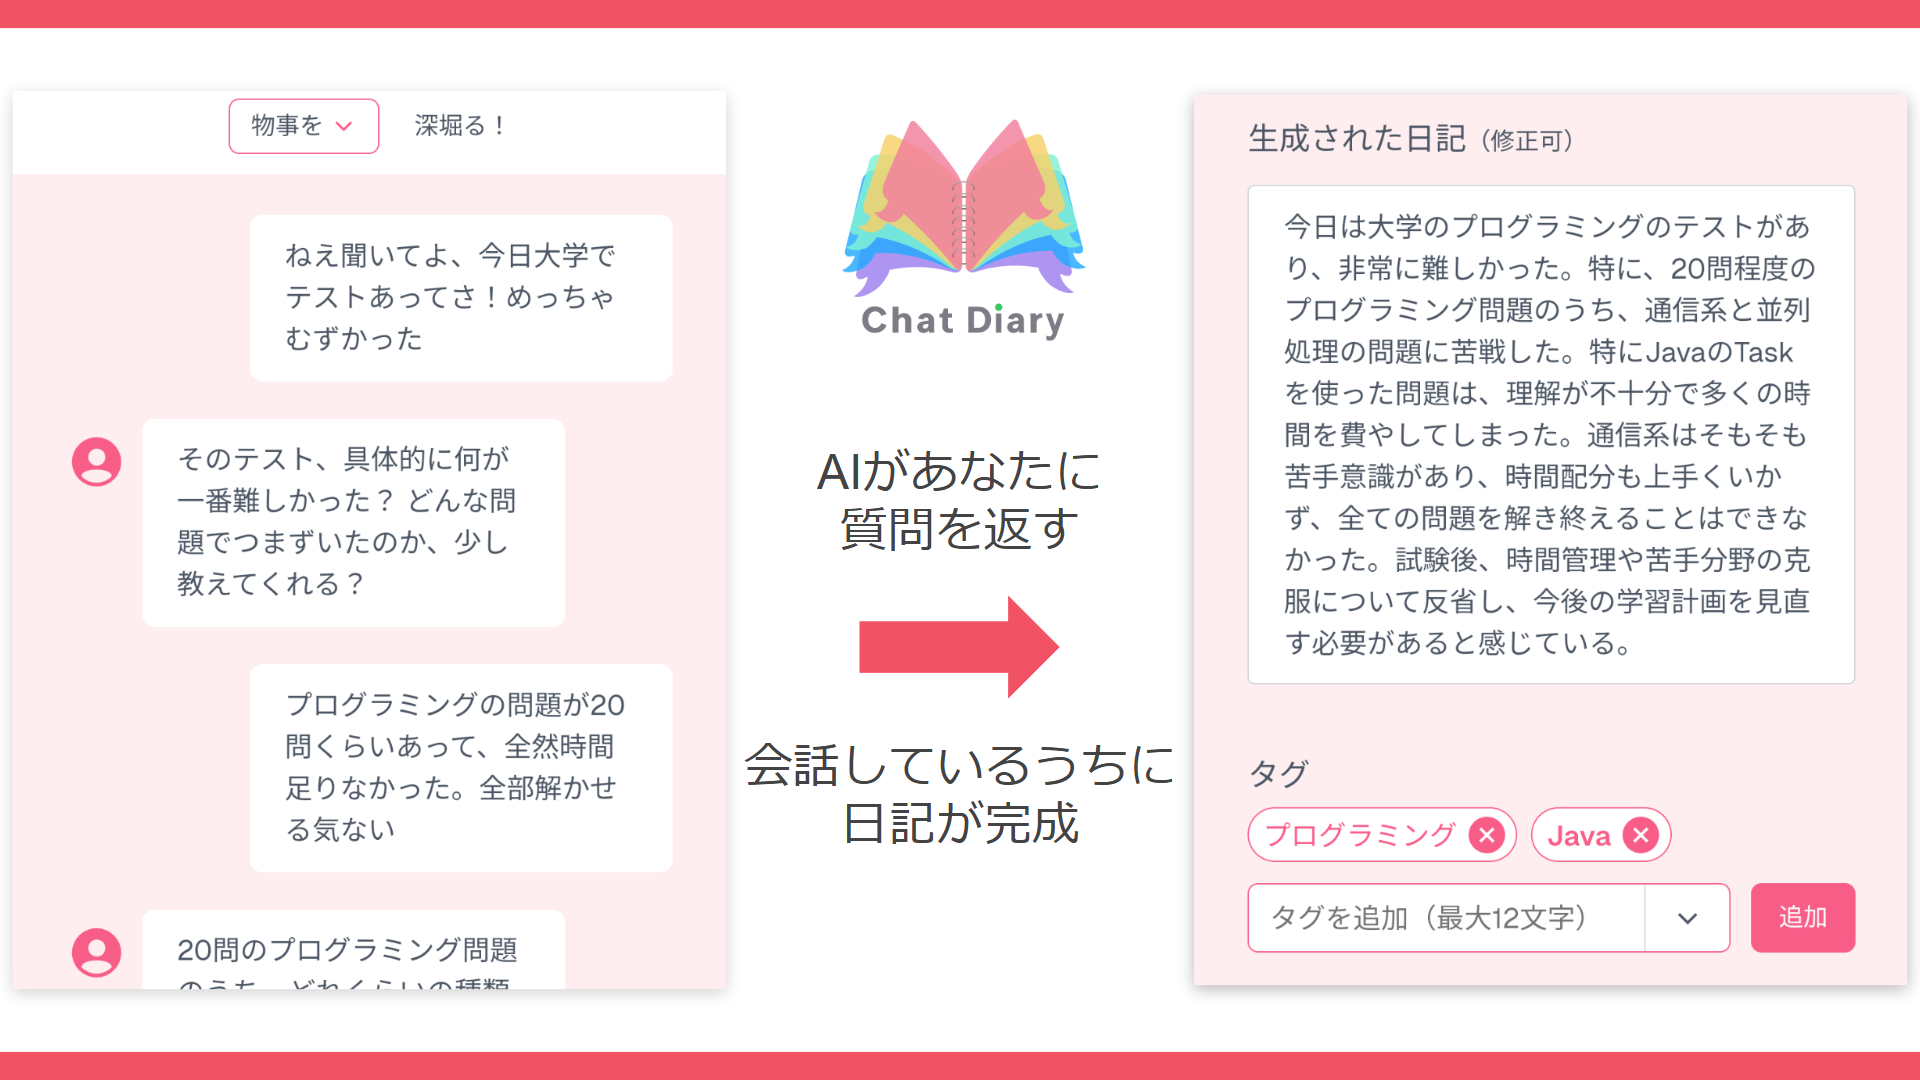 物事を
深堀る！
ねえ聞いてよ、今日大学で
テストあってさ！めっちゃ
むずかった
そのテスト、具体的に何が
一番難しかった？ どんな問
題でつまずいたのか、少し
教えてくれる？
プログラミングの問題が20
問くらいあって、全然時間
足りなかった。全部解かせ
る気ない
20問のプログラミング問題
のうち、どれくらいの種類
Chat Diary
AIがあなたに
質問を返す
会話しているうちに
日記が完成
生成された日記（修正可）
今日は大学のプログラミングのテストがあ
り、非常に難しかった。特に、20問程度の
プログラミング問題のうち、通信系と並列
処理の問題に苦戦した。特にJavaのTask
を使った問題は、理解が不十分で多くの時
間を費やしてしまった。通信系はそもそも
苦手意識があり、時間配分も上手くいか
ず、全ての問題を解き終えることはできな
かった。試験後、時間管理や苦手分野の克
服について反省し、今後の学習計画を見直
す必要があると感じている。
タグ
プログラミング
Java
タグを追加（最大12文字）
追加